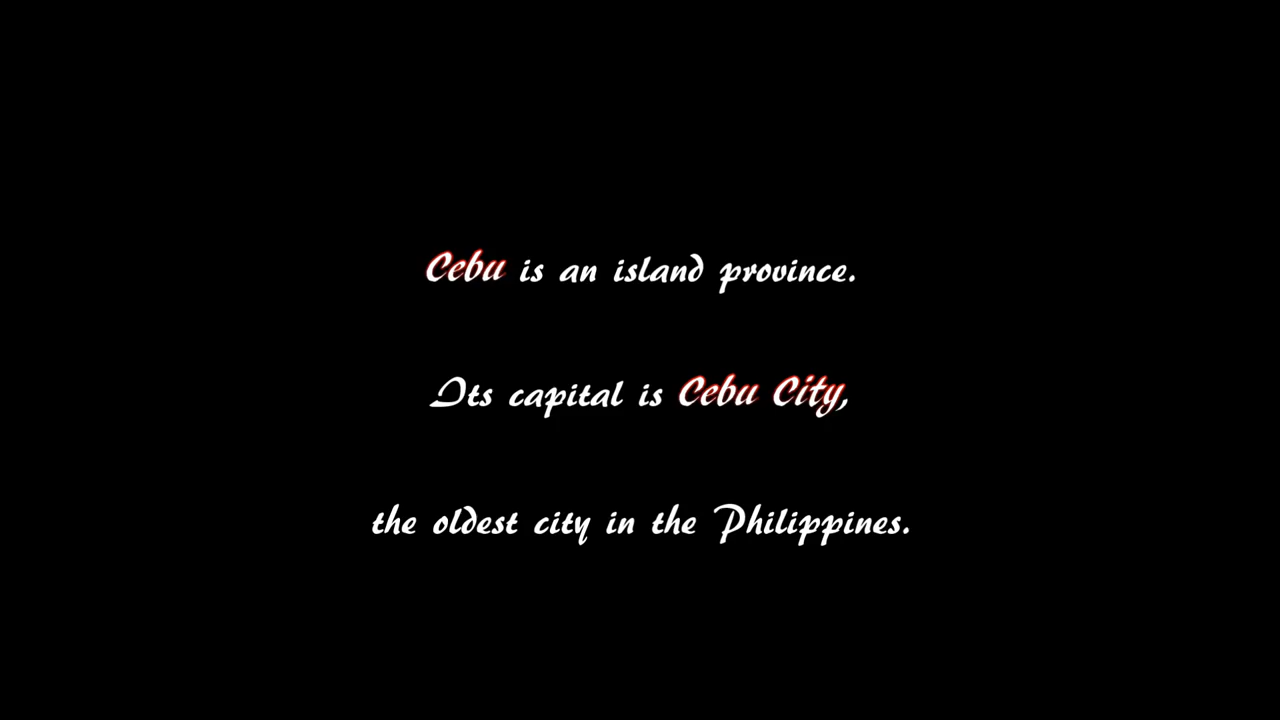 Cebu is an island province.
Its capital is Cebu City,
the oldest city in the Philippines.